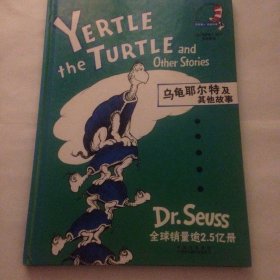 YERTLE
the TURTLE and
Other Stories
乌龟耶尔特及
其他故事
Dr. Seuss
全球销量逾2.5亿册